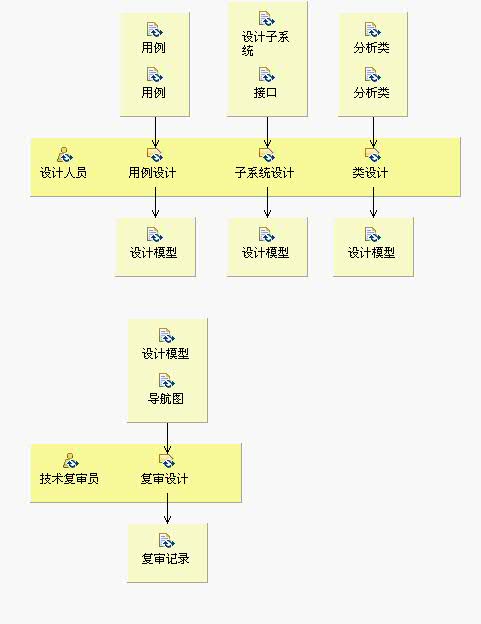 用例
用例
设计子系
统
接口
分析类
分析类
设计人员
用例设计
子系统设计
类设计
设计模型
设计模型
设计模型
设计模型
导航图
技术复审员
复审设计
复审记录